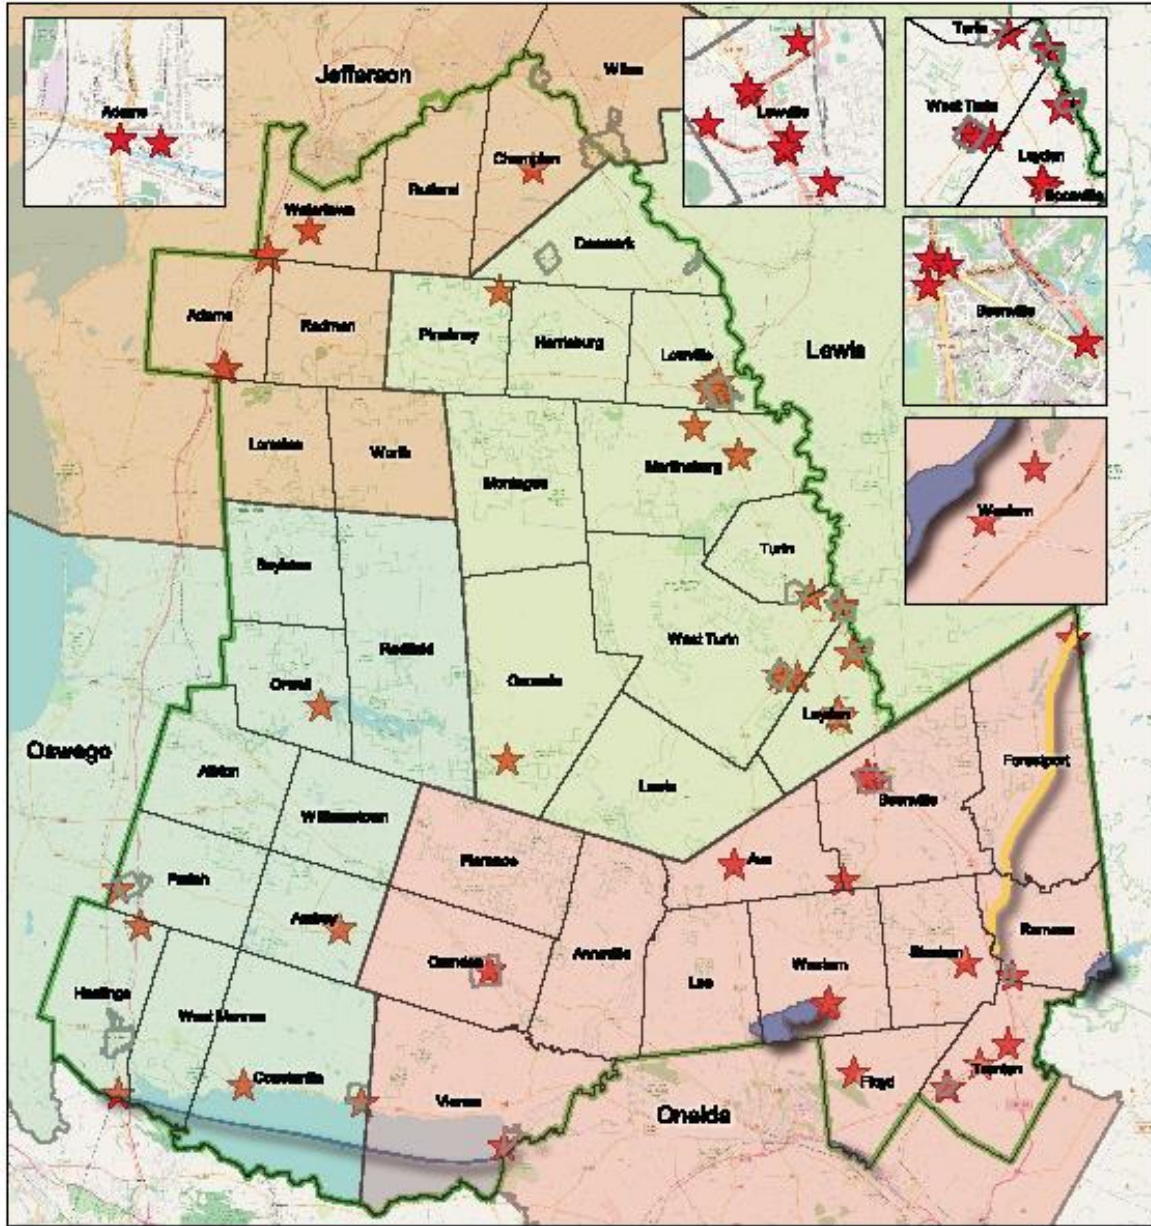 Jefferson
Wilna
Adams
Lowville
Turin
West Turin
Leyden
Boonville
Champion
Rutland
Watertown
Denmark
Adams
Rodman
Pinckney
Harrisburg
Lowville
Lewis
Boonville
Lorraine
Worth
Montague
Martinsburg
Western
Turin
Boylston
Redfield
West Turin
Orwell
Osceola
Leyden
Oswego
Albion
Lewis
Forestport
Williamstown
Boonville
Florence
Ava
Parish
Amboy
Camden
Annsville
Lee
Western
Steuben
Remsen
Hastings
West Monroe
Constantia
Vienna
Oneida
Floyd
Trenton